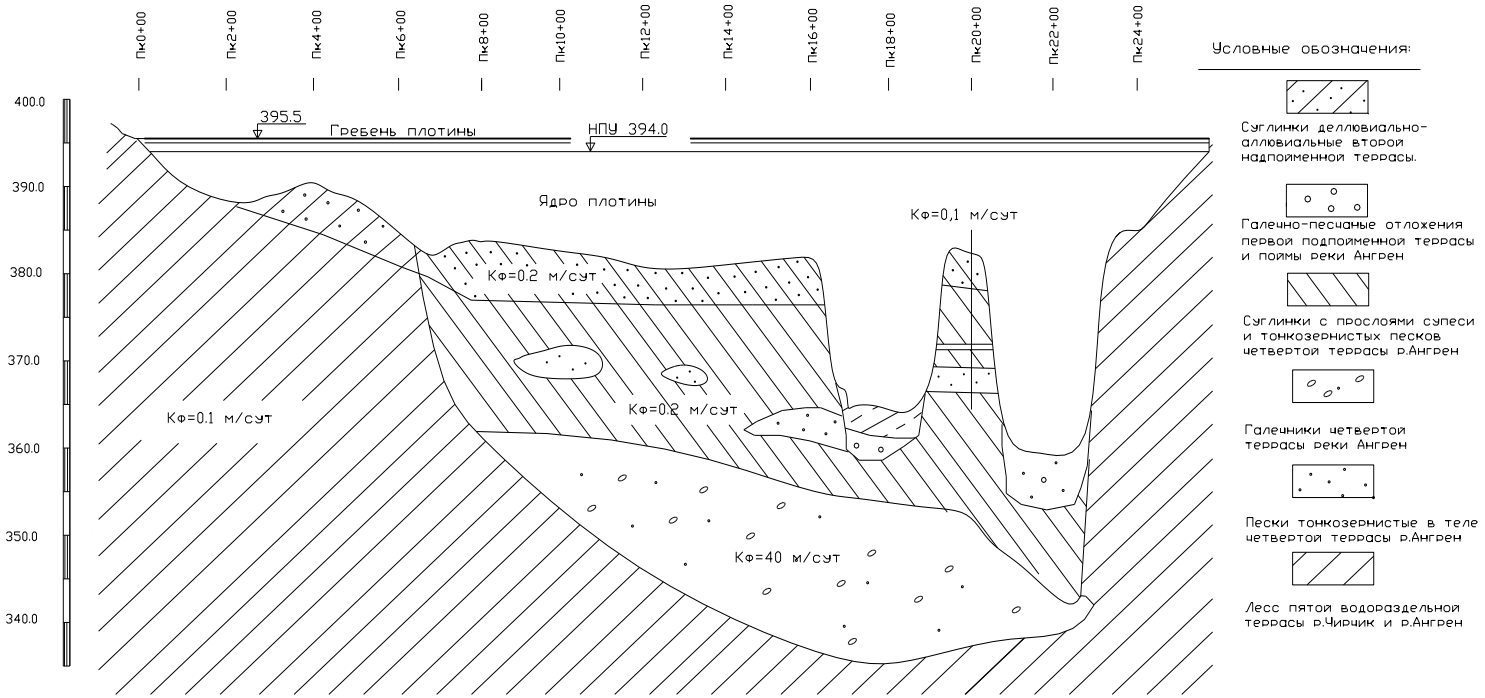 Пк0+00
Пк2+00
Пк4+00
Пк6+00
Пк8+00
Пк10+00
Пк12+00
Пк14+00
Пк16+00
Пк18+00
Пк20+00
Пк22+00
Пк24+00
400.0
390.0
380.0
370.0
360.0
350.0
340.0
395.5
Гребень плотины
НПУ 394.0
Ядро плотины
Кф=0,1 м/сут
Кф=0.2 м/сут
Кф=0.2 м/сут
Кф=0.1 м/сут
Кф=40 м/сут
Условные обозначения:
Суглинки деллювиально-
аллювиальные второй
надпойменной террасы.
Галечно-песчаные отложения
первой подпойменной террасы
и поймы реки Ангрен
Суглинки с прослоями супеси
и тонкозернистых песков
четвертой террасы р.Ангрен
Галечники четвертой
террасы реки Ангрен
Пески тонкозернистые в теле
четвертой террасы р.Ангрен
Лесс пятой водораздельной
террасы р.Чирчик и р.Ангрен